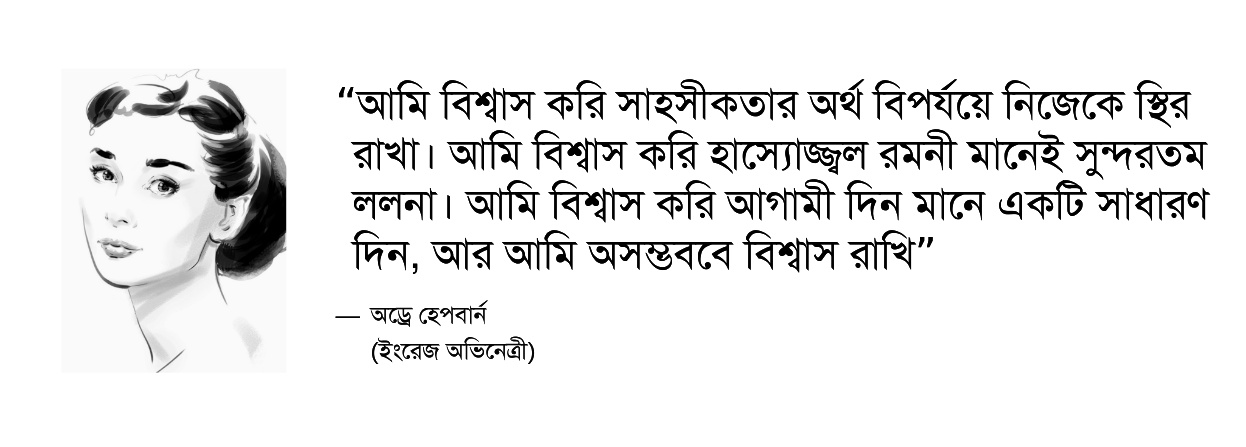 “আমি বিশ্বাস করি সাহসীকতার অর্থ বিপর্যয়ে নিজেকে স্থির
রাখা। আমি বিশ্বাস করি হাস্যোজ্জ্বল রমনী মানেই সুন্দরতম
ললনা। আমি বিশ্বাস করি আগামী দিন মানে একটি সাধারণ
দিন, আর আমি অসম্ভববে বিশ্বাস রাখি”
— অড্রে হেপবার্ন
(ইংরেজ অভিনেত্রী)